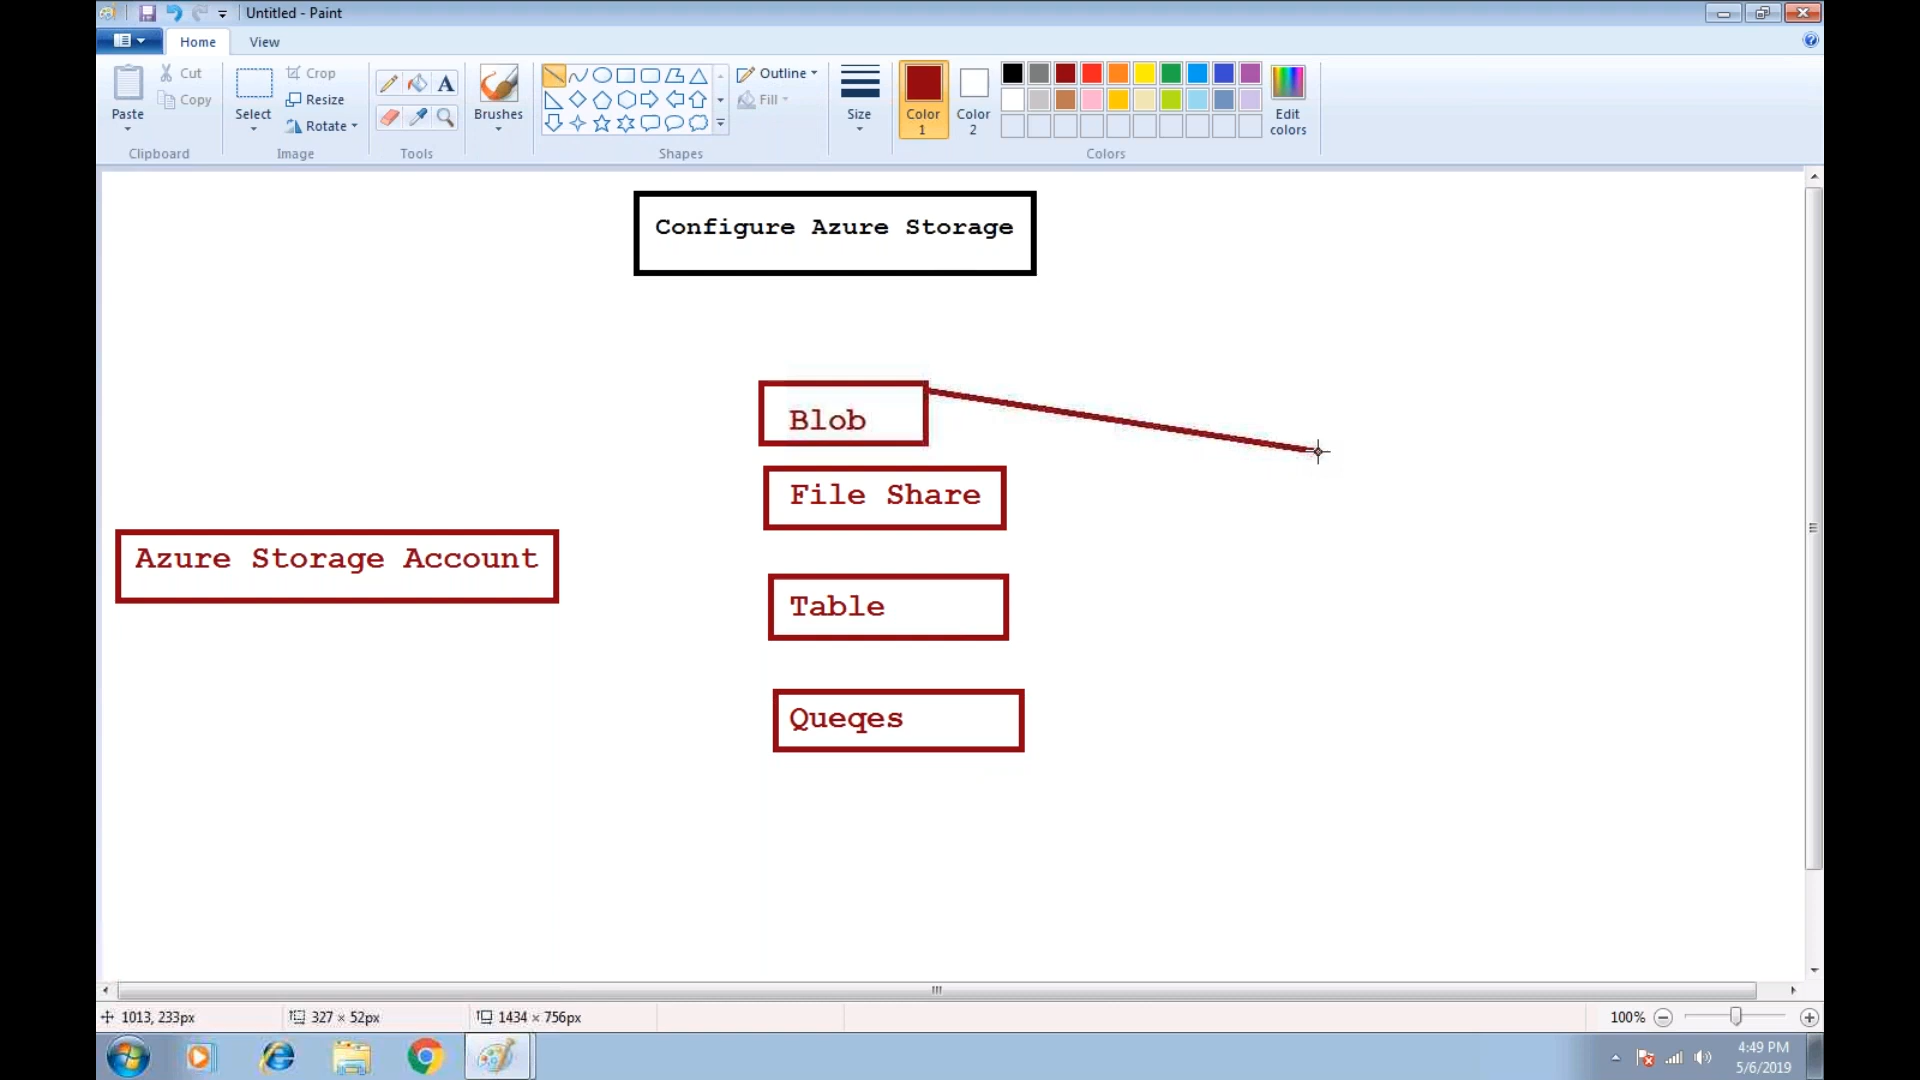 Untitled - Paint
Home
View
Paste
Cut
Copy
Clipboard
Select
Crop
Resize
Rotate
Image
Tools
Brushes
Outline
Fill
Shapes
Size
Color
1
Color
2
Edit
colors
Colors
Configure Azure Storage
Blob
File Share
Azure Storage Account
Table
Queqes
1013, 233px
327 × 52px
1434 × 756px
100%
4:49 PM
5/6/2019